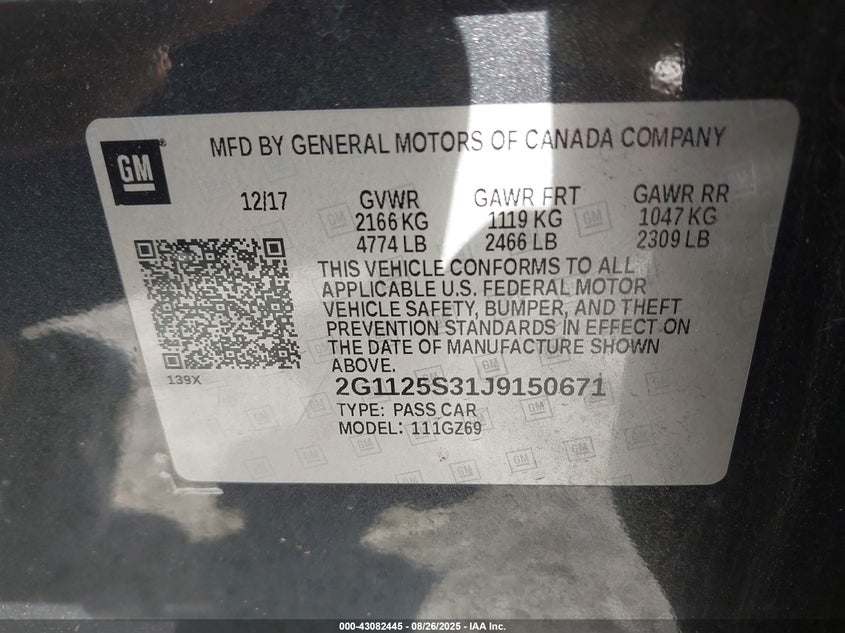 GM
MFD BY GENERAL MOTORS OF CANADA COMPANY
12/17 GVWR GAWR FRT GAWR RR
2166 KG 1119 KG 1047 KG
4774 LB 2466 LB 2309 LB
THIS VEHICLE CONFORMS TO ALL
APPLICABLE U.S. FEDERAL MOTOR
VEHICLE SAFETY, BUMPER, AND THEFT
PREVENTION STANDARDS IN EFFECT ON
THE DATE OF MANUFACTURE SHOWN
ABOVE.
139X
2G1125S31J9150671
TYPE: PASS CAR
MODEL: 111GZ69
000-43082445 - 08/26/2025 - IAA Inc.